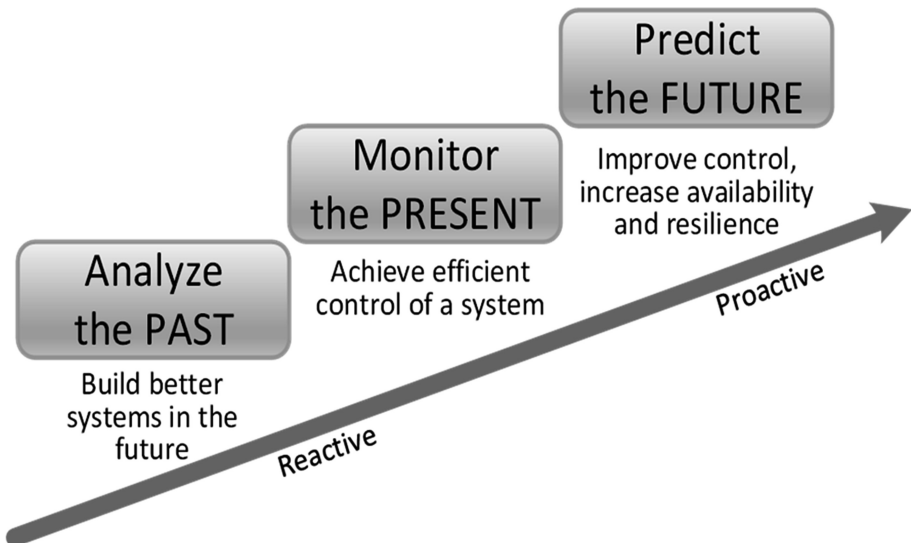 Predict
the FUTURE
Improve control,
increase availability
and resilience
Monitor
the PRESENT
Achieve efficient
control of a system
Analyze
the PAST
Build better
systems in the
future
Reactive
Proactive